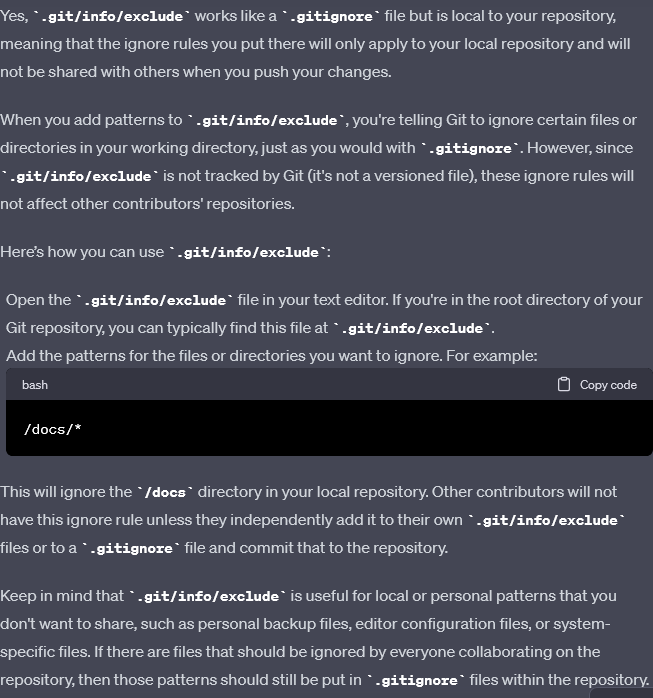 Yes, `.git/info/exclude` works like a `.gitignore` file but is local to your repository,
meaning that the ignore rules you put there will only apply to your local repository and will
not be shared with others when you push your changes.
When you add patterns to `.git/info/exclude`, you're telling Git to ignore certain files or
directories in your working directory, just as you would with `.gitignore`. However, since
`.git/info/exclude` is not tracked by Git (it's not a versioned file), these ignore rules will
not affect other contributors' repositories.
Here's how you can use `.git/info/exclude`:
Open the `.git/info/exclude` file in your text editor. If you're in the root directory of your
Git repository, you can typically find this file at `.git/info/exclude`.
Add the patterns for the files or directories you want to ignore. For example:
bash Copy code
/docs/*
This will ignore the `/docs` directory in your local repository. Other contributors will not
have this ignore rule unless they independently add it to their own `.git/info/exclude`
files or to a `.gitignore` file and commit that to the repository.
Keep in mind that `.git/info/exclude` is useful for local or personal patterns that you
don't want to share, such as personal backup files, editor configuration files, or system-
specific files. If there are files that should be ignored by everyone collaborating on the
repository, then those patterns should still be put in `.gitignore` files within the repository.